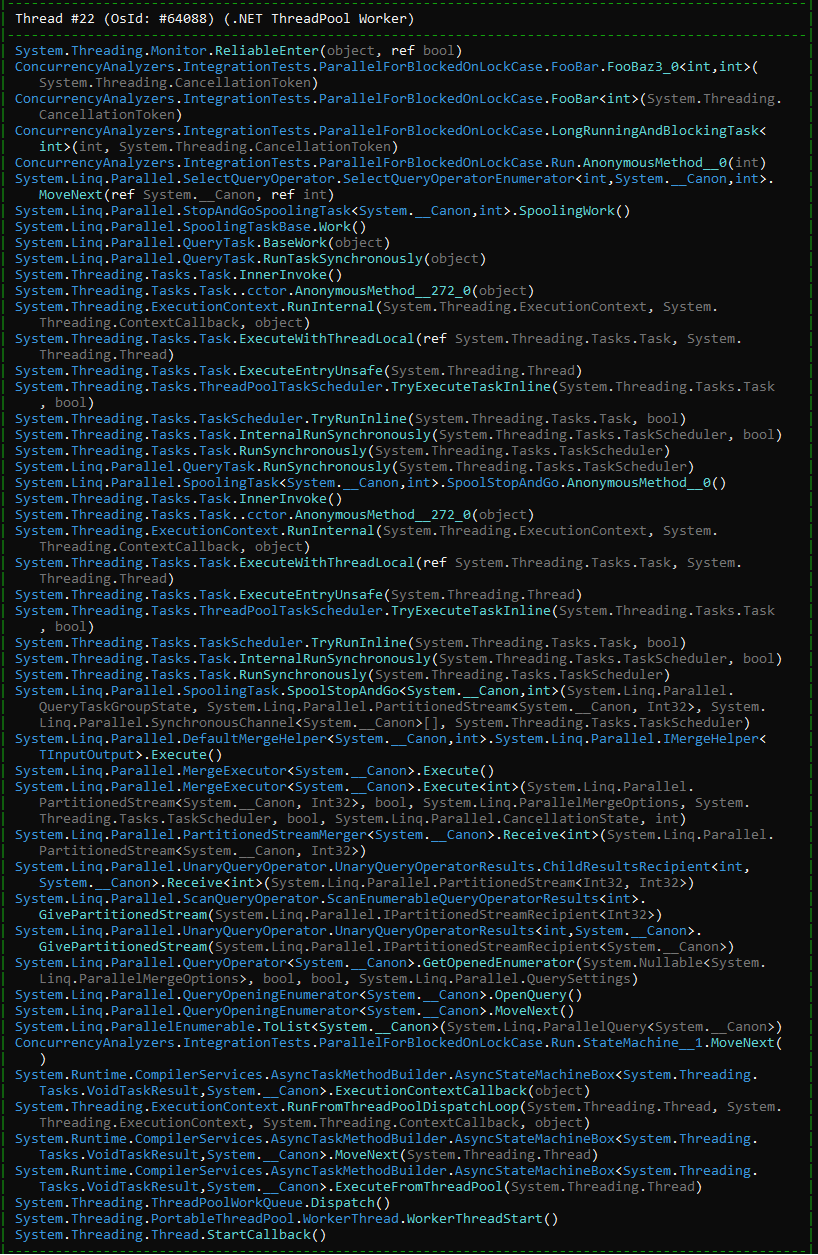 Thread #22 (OsId: #64088) (.NET ThreadPool Worker)
System.Threading.Monitor.ReliableEnter(object, ref bool)
ConcurrencyAnalyzers.IntegrationTests.ParallelForBlockedOnLockCase.FooBar.FooBaz3_0<int,int>(
System.Threading.CancellationToken)
ConcurrencyAnalyzers.IntegrationTests.ParallelForBlockedOnLockCase.FooBar<int>(System.Threading.
CancellationToken)
ConcurrencyAnalyzers.IntegrationTests.ParallelForBlockedOnLockCase.LongRunningAndBlockingTask<
int>(int, System.Threading.CancellationToken)
ConcurrencyAnalyzers.IntegrationTests.ParallelForBlockedOnLockCase.Run.AnonymousMethod__0(int)
System.Linq.Parallel.SelectQueryOperator.SelectQueryOperatorEnumerator<int,System.__Canon,int>.
MoveNext(ref System.__Canon, ref int)
System.Linq.Parallel.StopAndGoSpoolingTask<System.__Canon,int>.SpoolingWork()
System.Linq.Parallel.SpoolingTaskBase.Work()
System.Linq.Parallel.QueryTask.BaseWork(object)
System.Linq.Parallel.QueryTask.RunTaskSynchronously(object)
System.Threading.Tasks.Task.InnerInvoke()
System.Threading.Tasks.Task..cctor.AnonymousMethod__272_0(object)
System.Threading.ExecutionContext.RunInternal(System.Threading.ExecutionContext, System.
Threading.ContextCallback, object)
System.Threading.Tasks.Task.ExecuteWithThreadLocal(ref System.Threading.Tasks.Task, System.
Threading.Thread)
System.Threading.Tasks.Task.ExecuteEntryUnsafe(System.Threading.Thread)
System.Threading.Tasks.ThreadPoolTaskScheduler.TryExecuteTaskInline(System.Threading.Tasks.Task
, bool)
System.Threading.Tasks.TaskScheduler.TryRunInline(System.Threading.Tasks.Task, bool)
System.Threading.Tasks.Task.InternalRunSynchronously(System.Threading.Tasks.TaskScheduler, bool)
System.Threading.Tasks.Task.RunSynchronously(System.Threading.Tasks.TaskScheduler)
System.Linq.Parallel.QueryTask.RunSynchronously(System.Threading.Tasks.TaskScheduler)
System.Linq.Parallel.SpoolingTask<System.__Canon,int>.SpoolStopAndGo.AnonymousMethod__0()
System.Threading.Tasks.Task.InnerInvoke()
System.Threading.Tasks.Task..cctor.AnonymousMethod__272_0(object)
System.Threading.ExecutionContext.RunInternal(System.Threading.ExecutionContext, System.
Threading.ContextCallback, object)
System.Threading.Tasks.Task.ExecuteWithThreadLocal(ref System.Threading.Tasks.Task, System.
Threading.Thread)
System.Threading.Tasks.Task.ExecuteEntryUnsafe(System.Threading.Thread)
System.Threading.Tasks.ThreadPoolTaskScheduler.TryExecuteTaskInline(System.Threading.Tasks.Task
, bool)
System.Threading.Tasks.TaskScheduler.TryRunInline(System.Threading.Tasks.Task, bool)
System.Threading.Tasks.Task.InternalRunSynchronously(System.Threading.Tasks.TaskScheduler, bool)
System.Threading.Tasks.Task.RunSynchronously(System.Threading.Tasks.TaskScheduler)
System.Linq.Parallel.SpoolingTask.SpoolStopAndGo<System.__Canon,int>(System.Linq.Parallel.
QueryTaskGroupState, System.Linq.Parallel.PartitionedStream<System.__Canon, Int32>, System.
Linq.Parallel.SynchronousChannel<System.__Canon>[], System.Threading.Tasks.TaskScheduler)
System.Linq.Parallel.DefaultMergeHelper<System.__Canon,int>.System.Linq.Parallel.IMergeHelper<
TInputOutput>.Execute()
System.Linq.Parallel.MergeExecutor<System.__Canon>.Execute()
System.Linq.Parallel.MergeExecutor<System.__Canon>.Execute<int>(System.Linq.Parallel.
PartitionedStream<System.__Canon, Int32>, bool, System.Linq.ParallelMergeOptions, System.
Threading.Tasks.TaskScheduler, bool, System.Linq.Parallel.CancellationState, int)
System.Linq.Parallel.PartitionedStreamMerger<System.__Canon>.Receive<int>(System.Linq.Parallel.
PartitionedStream<System.__Canon, Int32>)
System.Linq.Parallel.UnaryQueryOperator.UnaryQueryOperatorResults.ChildResultsRecipient<int,
System.__Canon>.Receive<int>(System.Linq.Parallel.PartitionedStream<Int32, Int32>)
System.Linq.Parallel.ScanQueryOperator.ScanEnumerableQueryOperatorResults<int>.
GivePartitionedStream(System.Linq.Parallel.IPartitionedStreamRecipient<Int32>)
System.Linq.Parallel.UnaryQueryOperator.UnaryQueryOperatorResults<int,System.__Canon>.
GivePartitionedStream(System.Linq.Parallel.IPartitionedStreamRecipient<System.__Canon>)
System.Linq.Parallel.QueryOperator<System.__Canon>.GetOpenedEnumerator(System.Nullable<System.
Linq.ParallelMergeOptions>, bool, bool, System.Linq.Parallel.QuerySettings)
System.Linq.Parallel.QueryOpeningEnumerator<System.__Canon>.OpenQuery()
System.Linq.Parallel.QueryOpeningEnumerator<System.__Canon>.MoveNext()
System.Linq.ParallelEnumerable.ToList<System.__Canon>(System.Linq.ParallelQuery<System.__Canon>)
ConcurrencyAnalyzers.IntegrationTests.ParallelForBlockedOnLockCase.Run.StateMachine__1.MoveNext(
)
System.Runtime.CompilerServices.AsyncTaskMethodBuilder.AsyncStateMachineBox<System.Threading.
Tasks.VoidTaskResult,System.__Canon>.ExecutionContextCallback(object)
System.Threading.ExecutionContext.RunFromThreadPoolDispatchLoop(System.Threading.Thread, System.
Threading.ExecutionContext, System.Threading.ContextCallback, object)
System.Runtime.CompilerServices.AsyncTaskMethodBuilder.AsyncStateMachineBox<System.Threading.
Tasks.VoidTaskResult,System.__Canon>.MoveNext(System.Threading.Thread)
System.Runtime.CompilerServices.AsyncTaskMethodBuilder.AsyncStateMachineBox<System.Threading.
Tasks.VoidTaskResult,System.__Canon>.ExecuteFromThreadPool(System.Threading.Thread)
System.Threading.ThreadPoolWorkQueue.Dispatch()
System.Threading.PortableThreadPool.WorkerThread.WorkerThreadStart()
System.Threading.Thread.StartCallback()